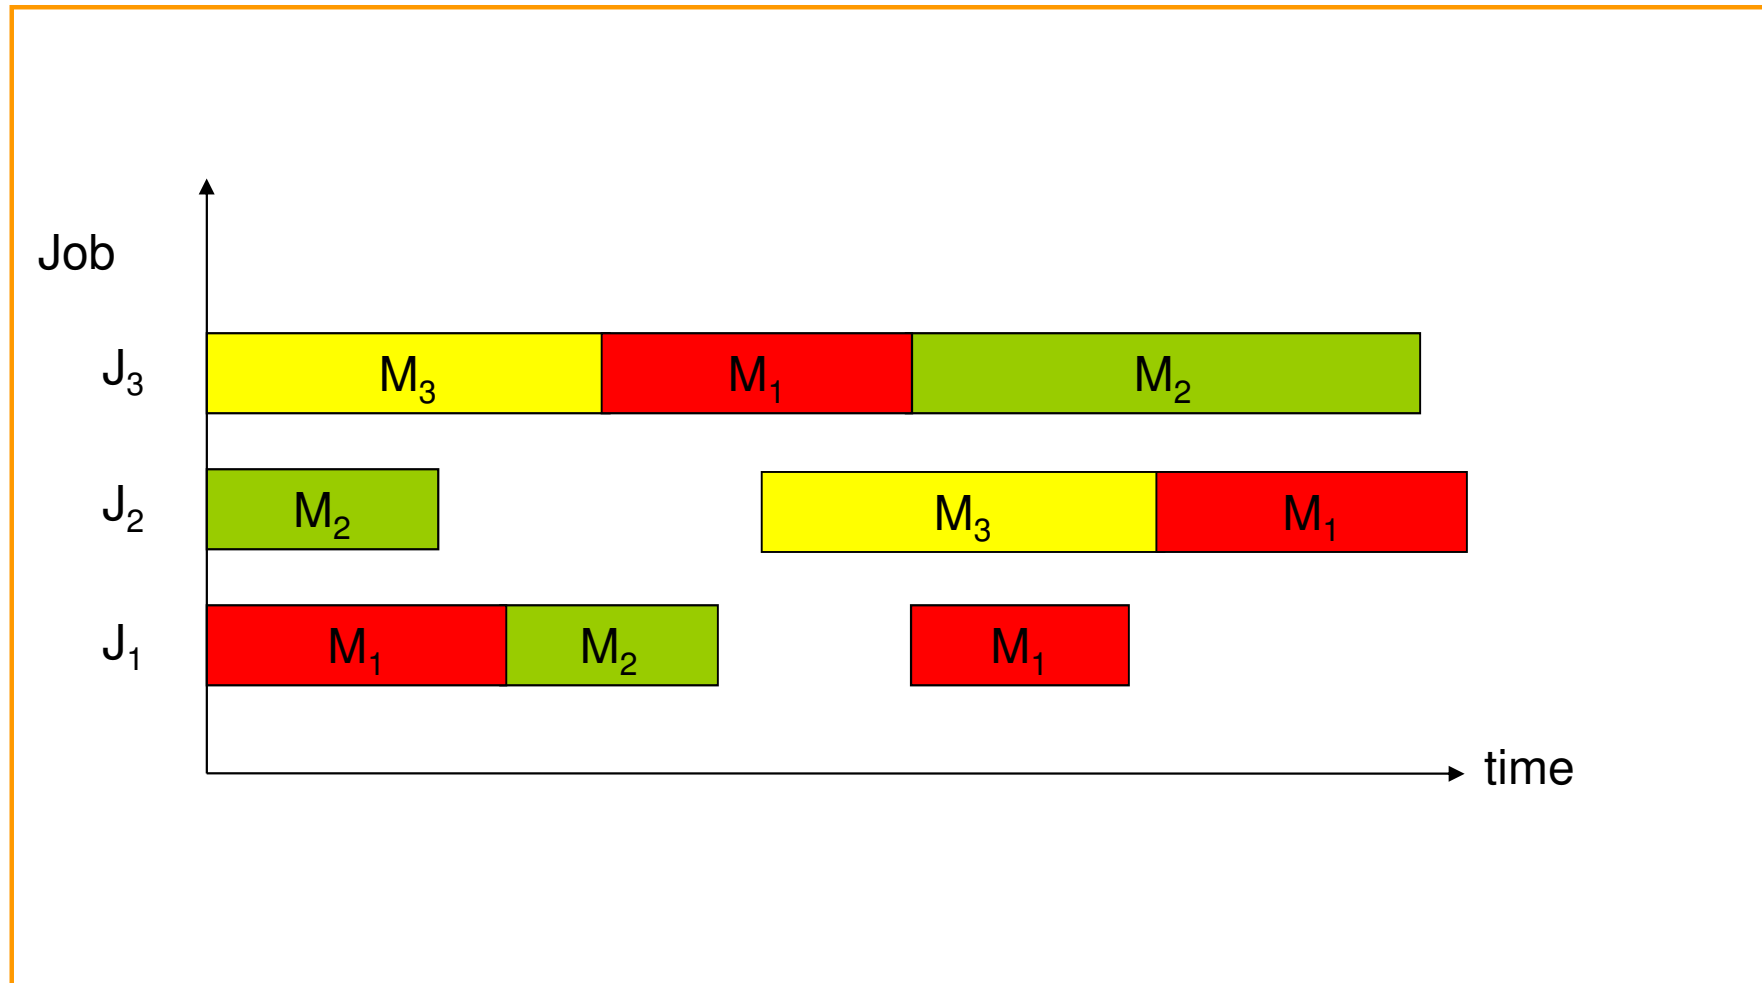 Job
J₃ M₃ M₁ M₂
J₂ M₂ M₃ M₁
J₁ M₁ M₂ M₁
time